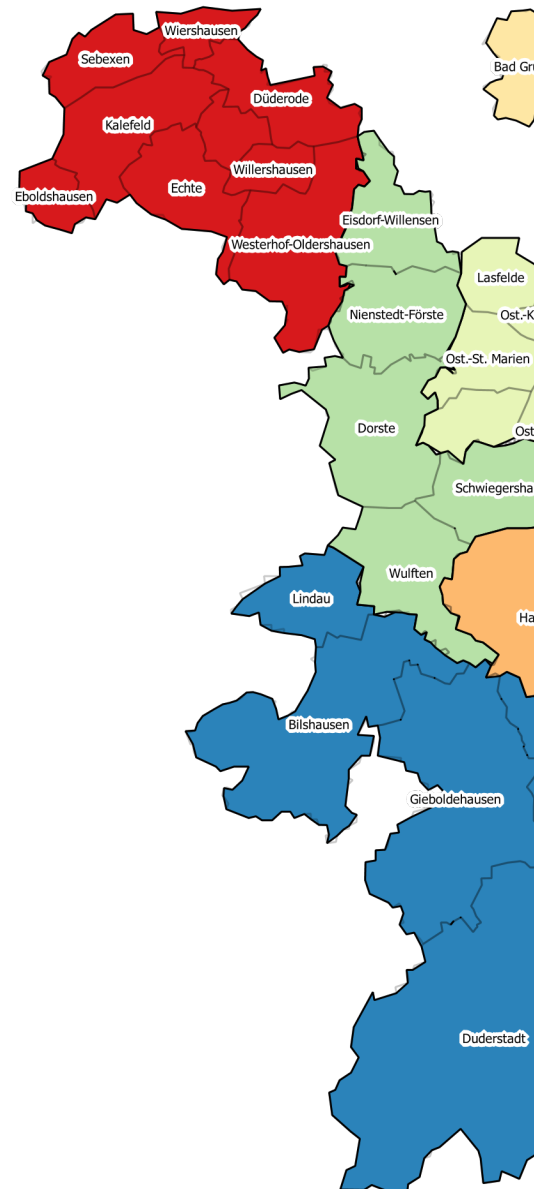 Wiershausen
Sebexen
Bad Gru
Düderode
Kalefeld
Willershausen
Echte
Eboldshausen
Eisdorf-Willensen
Westerhof-Oldershausen
Lasfelde
Nienstedt-Förste
Ost.-K
Ost.-St. Marien
Dorste
Ost
Schwiegersha
Wulften
Lindau
Ha
Bilshausen
Gieboldehausen
Duderstadt